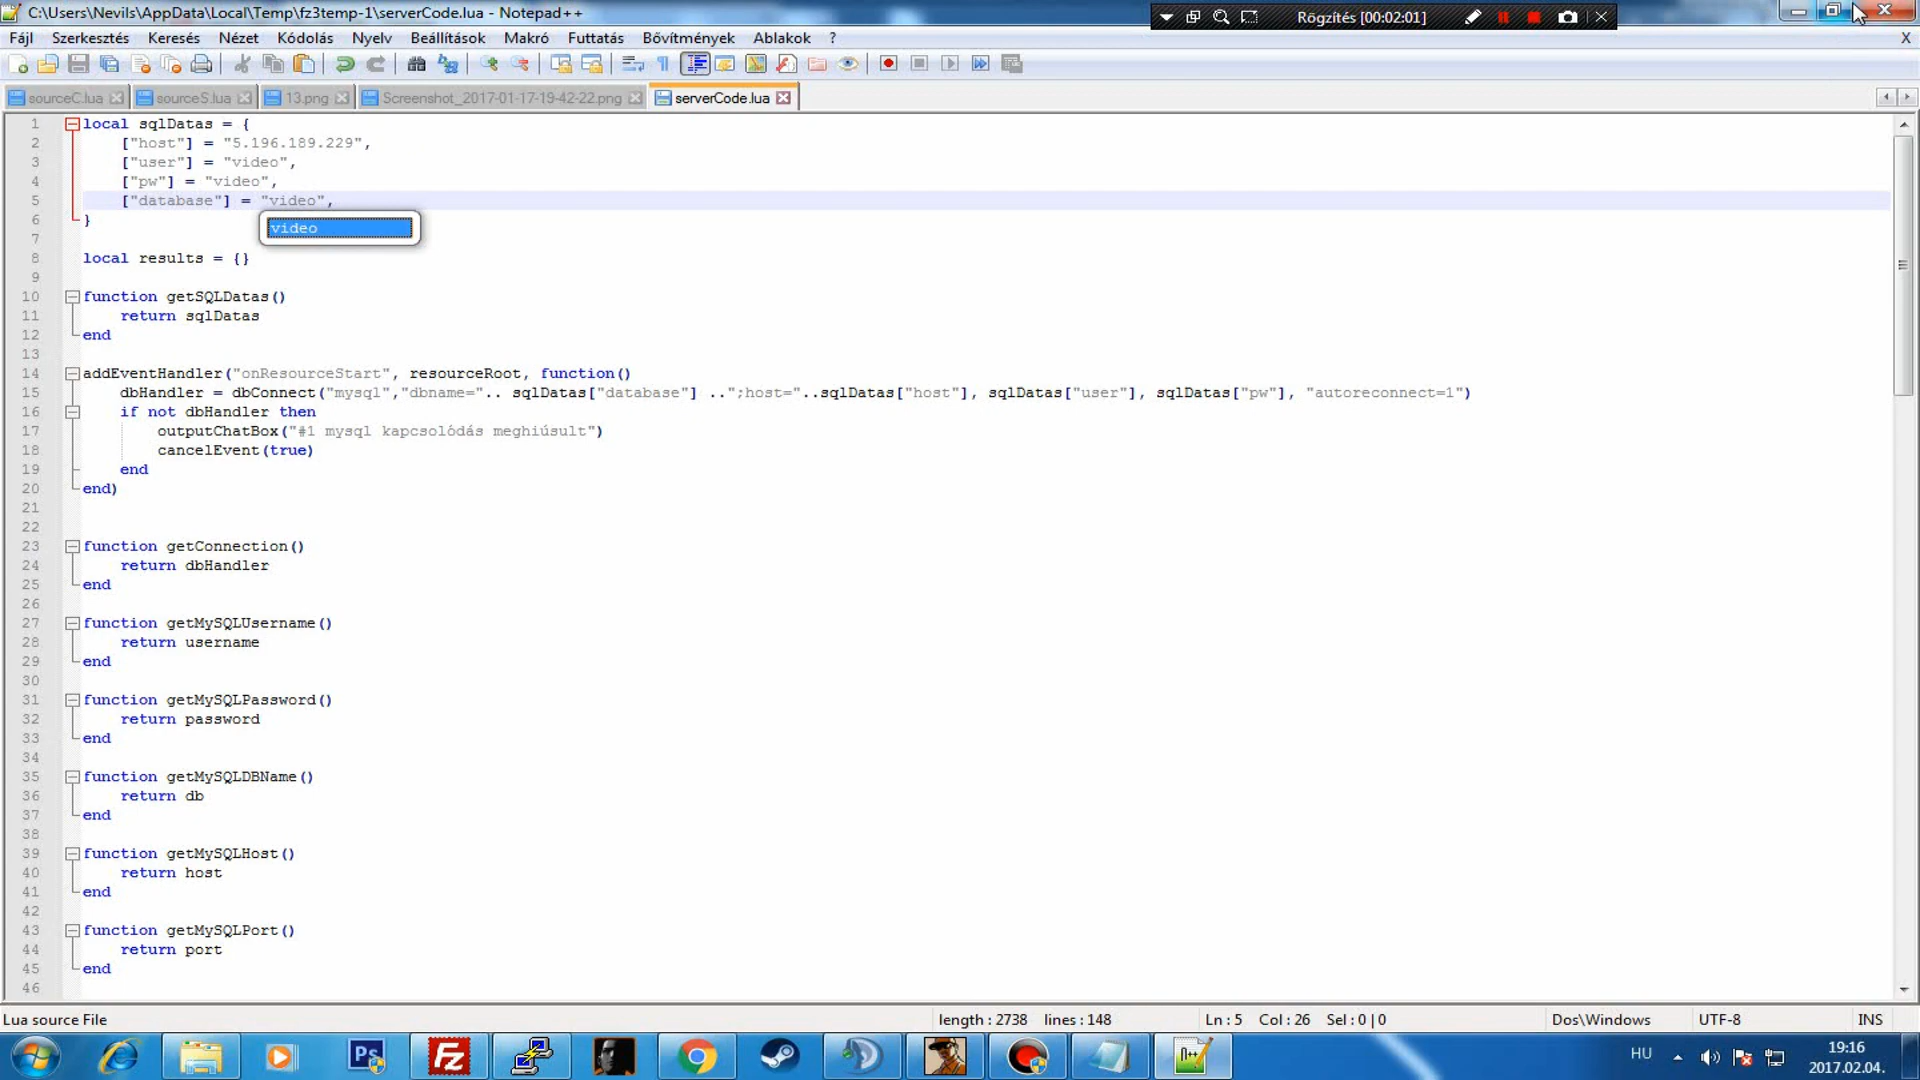 C:\Users\Nevils\AppData\Local\Temp\fz3temp-1\serverCode.lua - Notepad++
Rögzítés [00:02:01]
Fájl Szerkesztés Keresés Nézet Kódolás Nyelv Beállítások Makró Futtatás Bővítmények Ablakok ? X
sourceC.lua sourceS.lua 13.png Screenshot_2017-01-17-19-42-22.png serverCode.lua
1 local sqlDatas = {
2 ["host"] = "5.196.189.229",
3 ["user"] = "video",
4 ["pw"] = "video",
5 ["database"] = "video",
6 }
video
7
8 local results = {}
9
10 function getSQLDatas()
11 return sqlDatas
12 end
13
14 addEventHandler("onResourceStart", resourceRoot, function()
15 dbHandler = dbConnect("mysql","dbname=".. sqlDatas["database"] ..";host="..sqlDatas["host"], sqlDatas["user"], sqlDatas["pw"], "autoreconnect=1")
16 if not dbHandler then
17 outputChatBox("#1 mysql kapcsolódás meghiúsult")
18 cancelEvent(true)
19 end
20 end)
21
22
23 function getConnection()
24 return dbHandler
25 end
26
27 function getMySQLUsername()
28 return username
29 end
30
31 function getMySQLPassword()
32 return password
33 end
34
35 function getMySQLDBName()
36 return db
37 end
38
39 function getMySQLHost()
40 return host
41 end
42
43 function getMySQLPort()
44 return port
45 end
46
Lua source File length : 2738 lines : 148 Ln : 5 Col : 26 Sel : 0 | 0 Dos\Windows UTF-8 INS
Ps Fz N++ HU 19:16
2017.02.04.